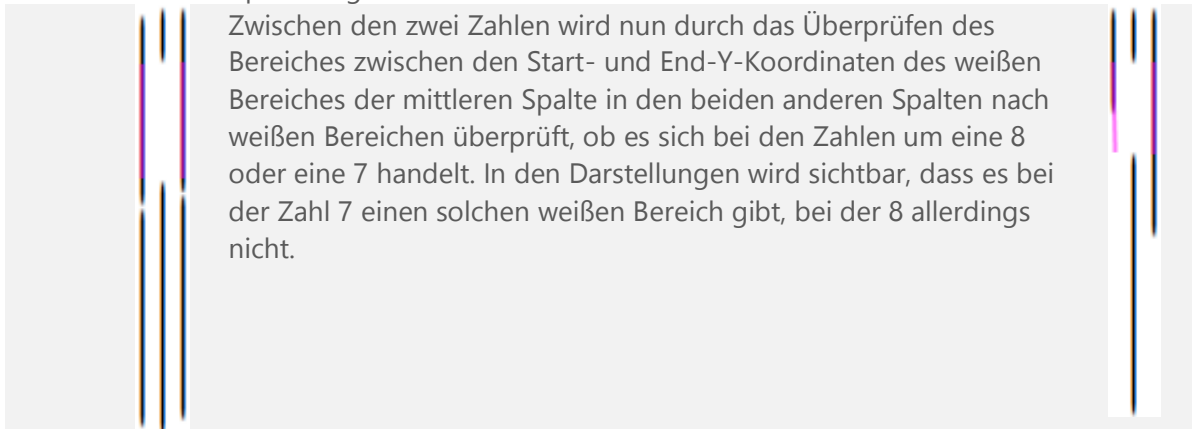 Zwischen den zwei Zahlen wird nun durch das Überprüfen des
Bereiches zwischen den Start- und End-Y-Koordinaten des weißen
Bereiches der mittleren Spalte in den beiden anderen Spalten nach
weißen Bereichen überprüft, ob es sich bei den Zahlen um eine 8
oder eine 7 handelt. In den Darstellungen wird sichtbar, dass es bei
der Zahl 7 einen solchen weißen Bereich gibt, bei der 8 allerdings
nicht.